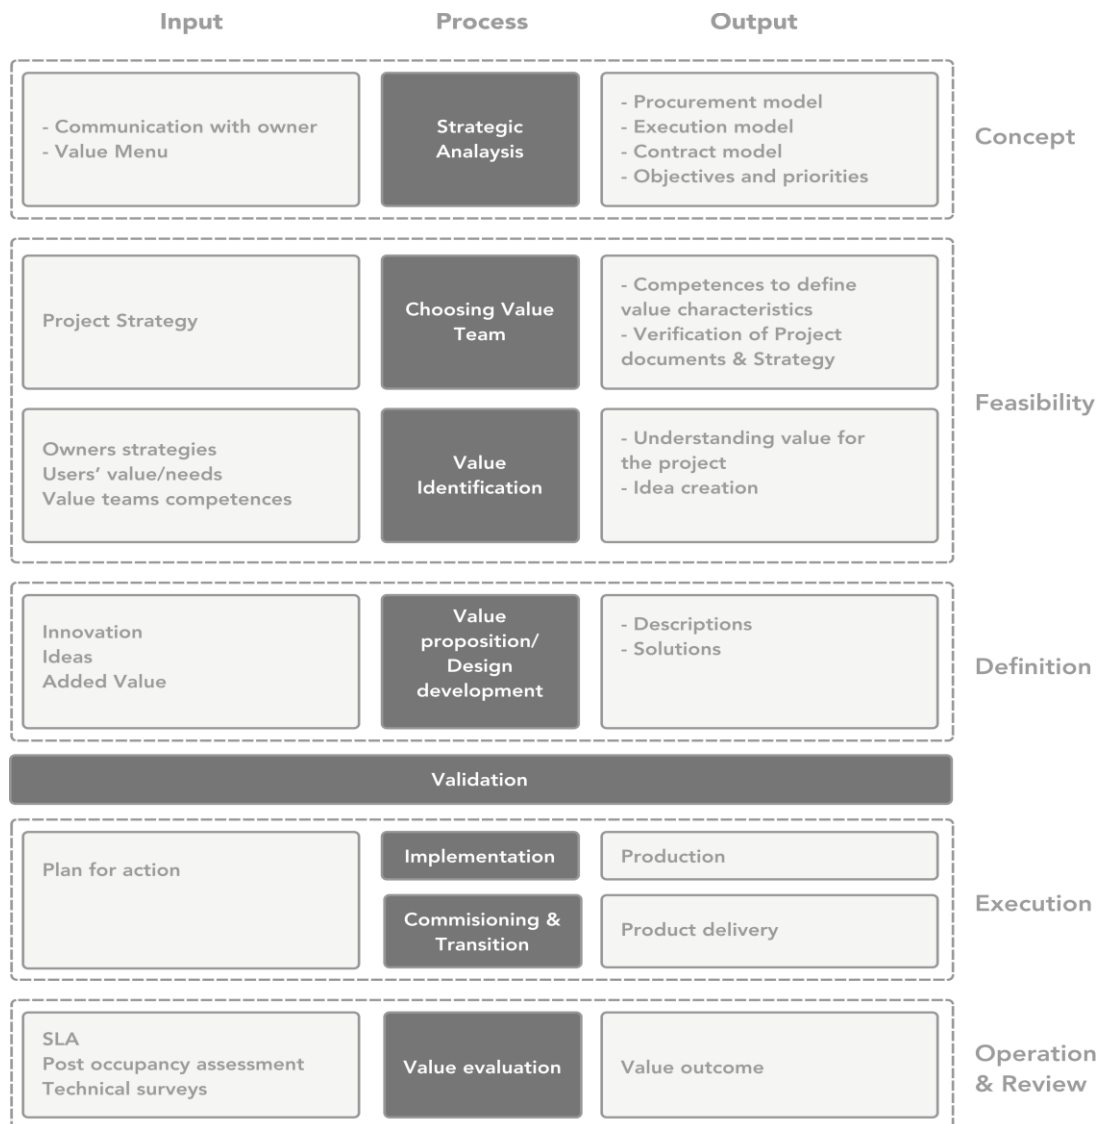 Input
Process
Output
- Communication with owner
- Value Menu
Strategic
Analaysis
- Procurement model
- Execution model
- Contract model
- Objectives and priorities
Concept
Project Strategy
Choosing Value
Team
- Competences to define
value characteristics
- Verification of Project
documents & Strategy
Feasibility
Owners strategies
Users’ value/needs
Value teams competences
Value
Identification
- Understanding value for
the project
- Idea creation
Innovation
Ideas
Added Value
Value
proposition/
Design
development
- Descriptions
- Solutions
Definition
Validation
Plan for action
Implementation
Production
Commisioning &
Transition
Product delivery
Execution
SLA
Post occupancy assessment
Technical surveys
Value evaluation
Value outcome
Operation
& Review